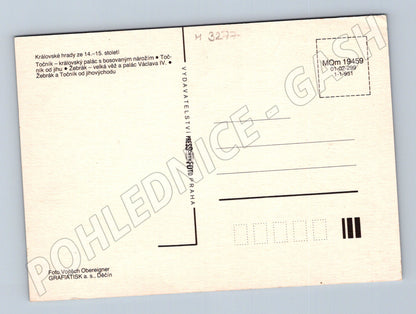 Královské hrady ze 14.–15. století
Točník – královský palác s bosovaným nárožím ● Toč-
ník od jihu ● Žebrák – velká věž a palác Václava IV. ●
Žebrák a Točník od jihovýchodu
M 3277
MOm 19459
01-02-299
1-1-991
VYDAVATELSTVÍ
PRAHA
POHLEDNICE - GASH
Foto Vojtěch Obereigner
GRAFIATISK a. s., Děčín